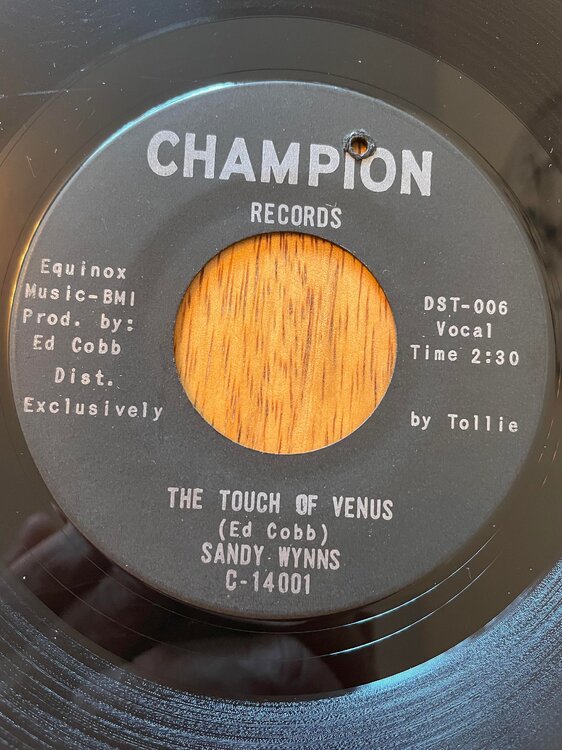 CHAMPION
RECORDS
Equinox
Music-BMI
Prod. by:
Ed Cobb
Dist.
Exclusively
DST-006
Vocal
Time 2:30
by Tollie
THE TOUCH OF VENUS
(Ed Cobb)
SANDY WYNNS
C-14001